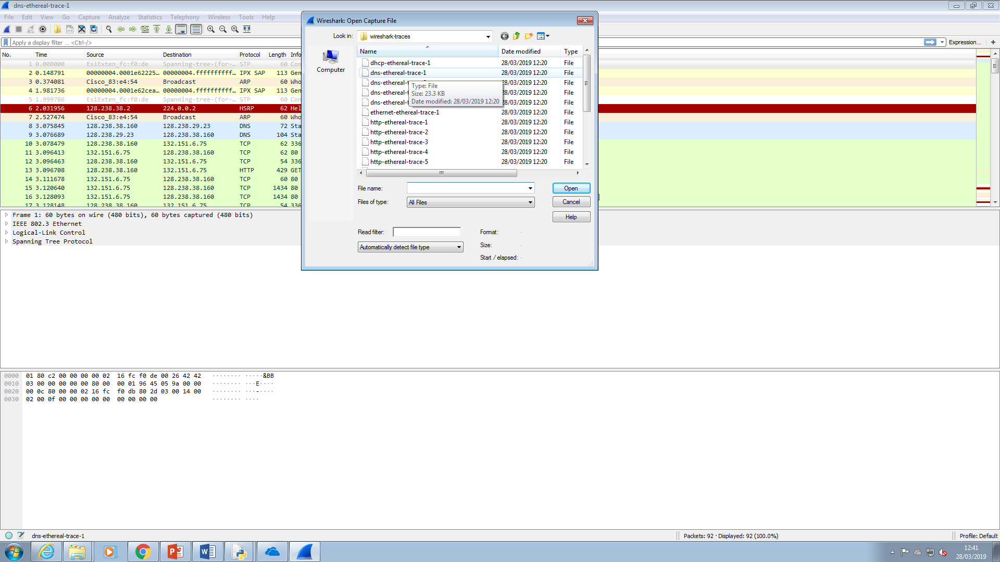 dns-ethereal-trace-1
File Edit View Go Capture Analyze Statistics Telephony Wireless Tools Help
Apply a display filter ... <Ctrl-/>
Expression... +
No. Time Source Destination Protocol Length Info
1 0.000000 EsiExten_fc:f0:de Spanning-tree-(for-… STP 60 Con
2 0.148791 00000004.0001e62225… 00000004.ffffffffff… IPX SAP 113 Gen
3 0.374081 Cisco_83:e4:54 Broadcast ARP 60 Who
4 1.981736 00000004.0001e62cea… 00000004.ffffffffff… IPX SAP 113 Gen
5 1.999786 EsiExten_fc:f0:de Spanning-tree-(for-… STP 60 Con
6 2.031956 128.238.38.2 224.0.0.2 HSRP 62 Hel
7 2.527474 Cisco_83:e4:54 Broadcast ARP 60 Who
8 3.075845 128.238.38.160 128.238.29.23 DNS 72 Sta
9 3.076689 128.238.29.23 128.238.38.160 DNS 104 Sta
10 3.078479 128.238.38.160 132.151.6.75 TCP 62 336
11 3.096413 132.151.6.75 128.238.38.160 TCP 62 80
12 3.096463 128.238.38.160 132.151.6.75 TCP 54 336
13 3.096708 128.238.38.160 132.151.6.75 HTTP 429 GET
14 3.111678 132.151.6.75 128.238.38.160 TCP 60 80
15 3.120640 132.151.6.75 128.238.38.160 TCP 1434 80
16 3.128093 132.151.6.75 128.238.38.160 TCP 1434 80
17 3.128148 128.238.38.160 132.151.6.75 TCP 54 336
Wireshark: Open Capture File
Look in: wireshark-traces
Computer
Name Date modified Type
dhcp-ethereal-trace-1 28/03/2019 12:20 File
dns-ethereal-trace-1 28/03/2019 12:20 File
dns-ethereal-t 28/03/2019 12:20 File
dns-ethereal-t 28/03/2019 12:20 File
dns-ethereal-t 28/03/2019 12:20 File
ethernet-ethereal-trace-1 28/03/2019 12:20 File
http-ethereal-trace-1 28/03/2019 12:20 File
http-ethereal-trace-2 28/03/2019 12:20 File
http-ethereal-trace-3 28/03/2019 12:20 File
http-ethereal-trace-4 28/03/2019 12:20 File
http-ethereal-trace-5 28/03/2019 12:20 File
Type: File
Size: 23.3 KB
Date modified: 28/03/2019 12:20
File name: Open
Files of type: All Files Cancel
Help
Read filter: Format: -
Automatically detect file type Size: -
Start / elapsed: -
Frame 1: 60 bytes on wire (480 bits), 60 bytes captured (480 bits)
IEEE 802.3 Ethernet
Logical-Link Control
Spanning Tree Protocol
0000 01 80 c2 00 00 00 00 02 16 fc f0 de 00 26 42 42 ········ ·····&BB
0010 03 00 00 00 00 00 80 00 00 01 96 45 05 9a 00 00 ········ ···E····
0020 00 0c 80 00 00 02 16 fc f0 db 80 2d 03 00 14 00 ········ ···-····
0030 02 00 0f 00 00 00 00 00 00 00 00 00 ········ ····
dns-ethereal-trace-1
Packets: 92 · Displayed: 92 (100.0%)
Profile: Default
12:41
28/03/2019